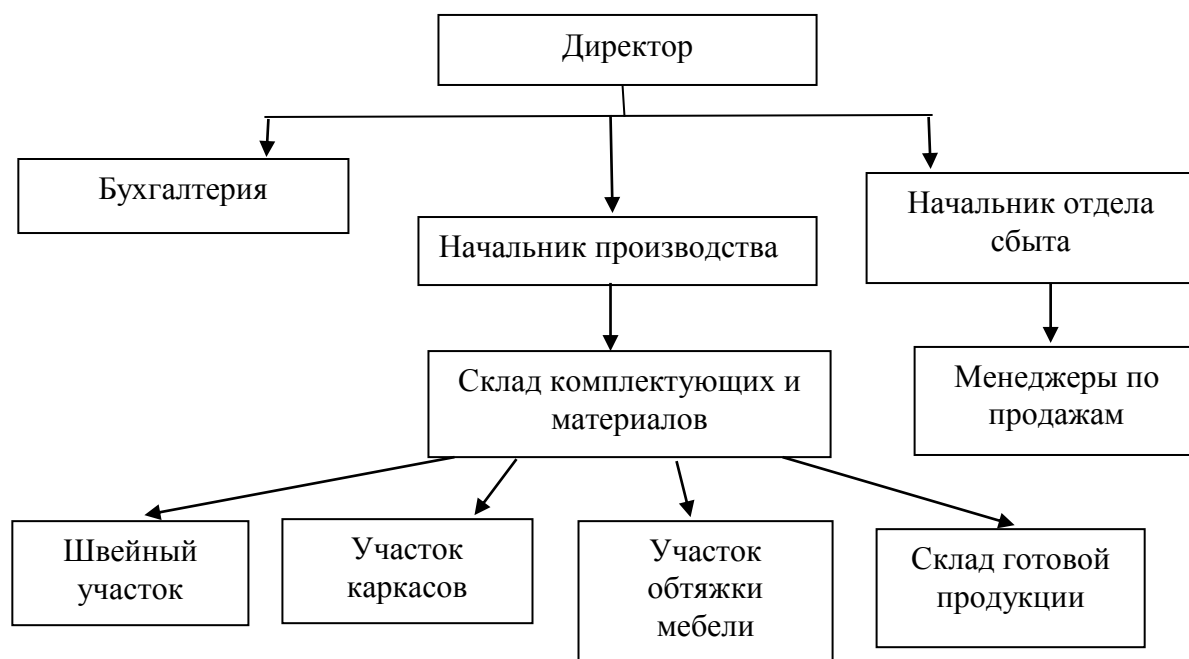 Директор
Бухгалтерия
Начальник отдела
сбыта
Начальник производства
Склад комплектующих и
материалов
Менеджеры по
продажам
Швейный
участок
Участок
каркасов
Участок
обтяжки
мебели
Склад готовой
продукции